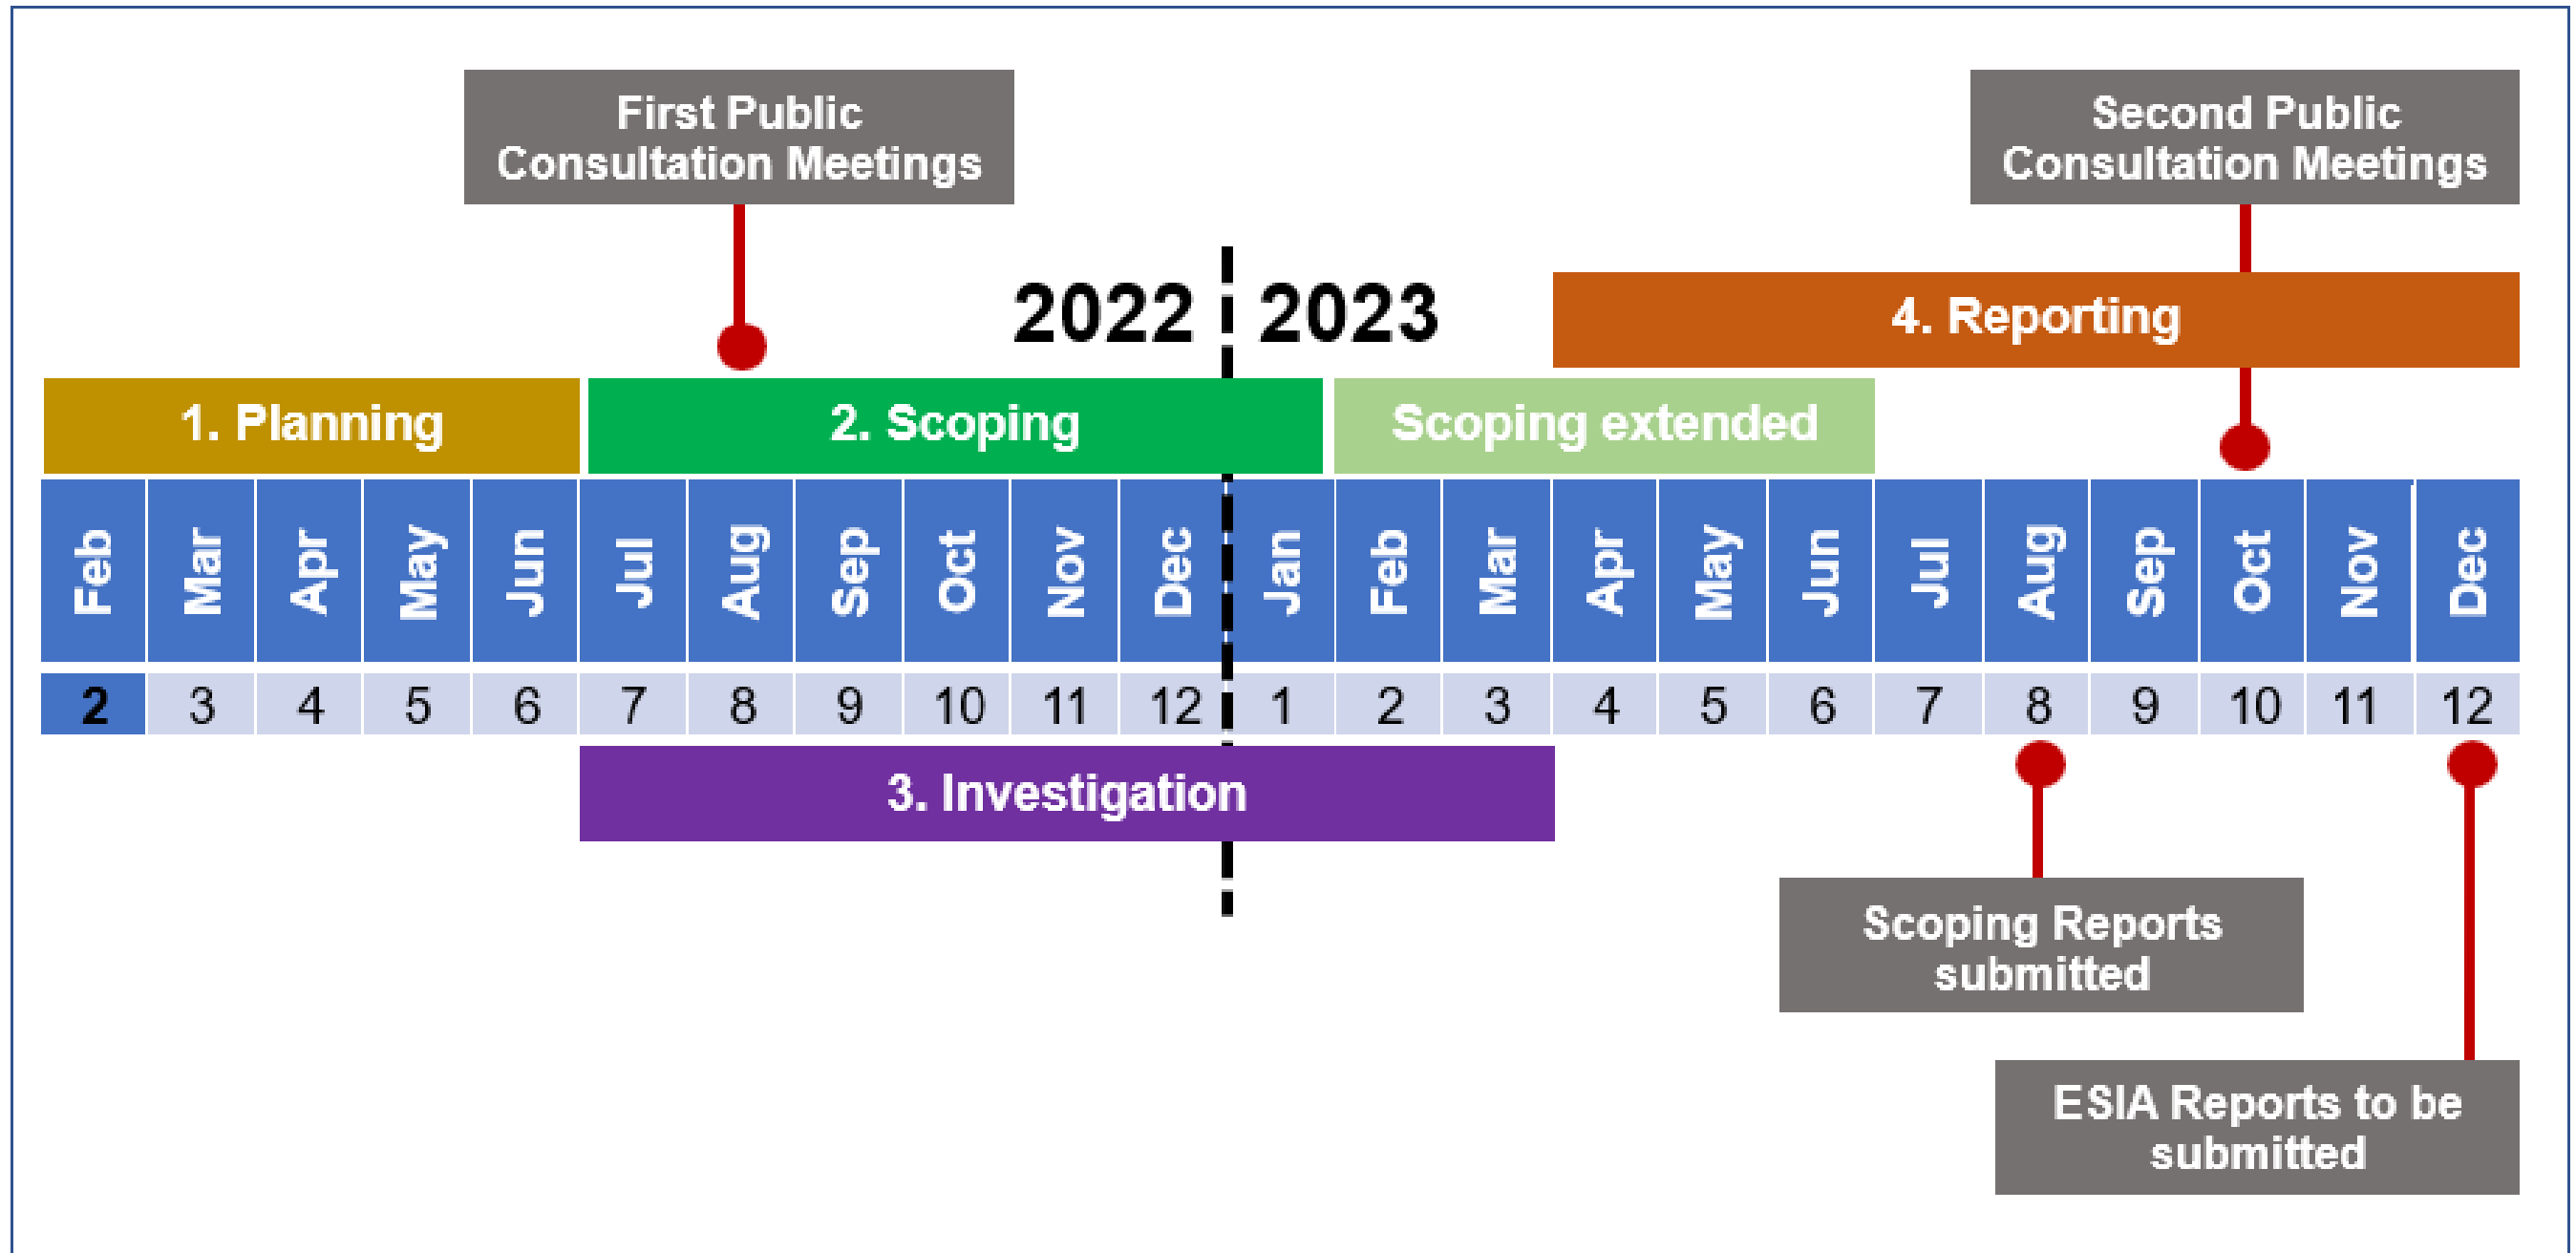 First Public
Consultation Meetings
Second Public
Consultation Meetings
2022 2023
4. Reporting
1. Planning
2. Scoping
Scoping extended
Feb Mar Apr May Jun Jul Aug Sep Oct Nov Dec Jan Feb Mar Apr May Jun Jul Aug Sep Oct Nov Dec
2 3 4 5 6 7 8 9 10 11 12 1 2 3 4 5 6 7 8 9 10 11 12
3. Investigation
Scoping Reports
submitted
ESIA Reports to be
submitted